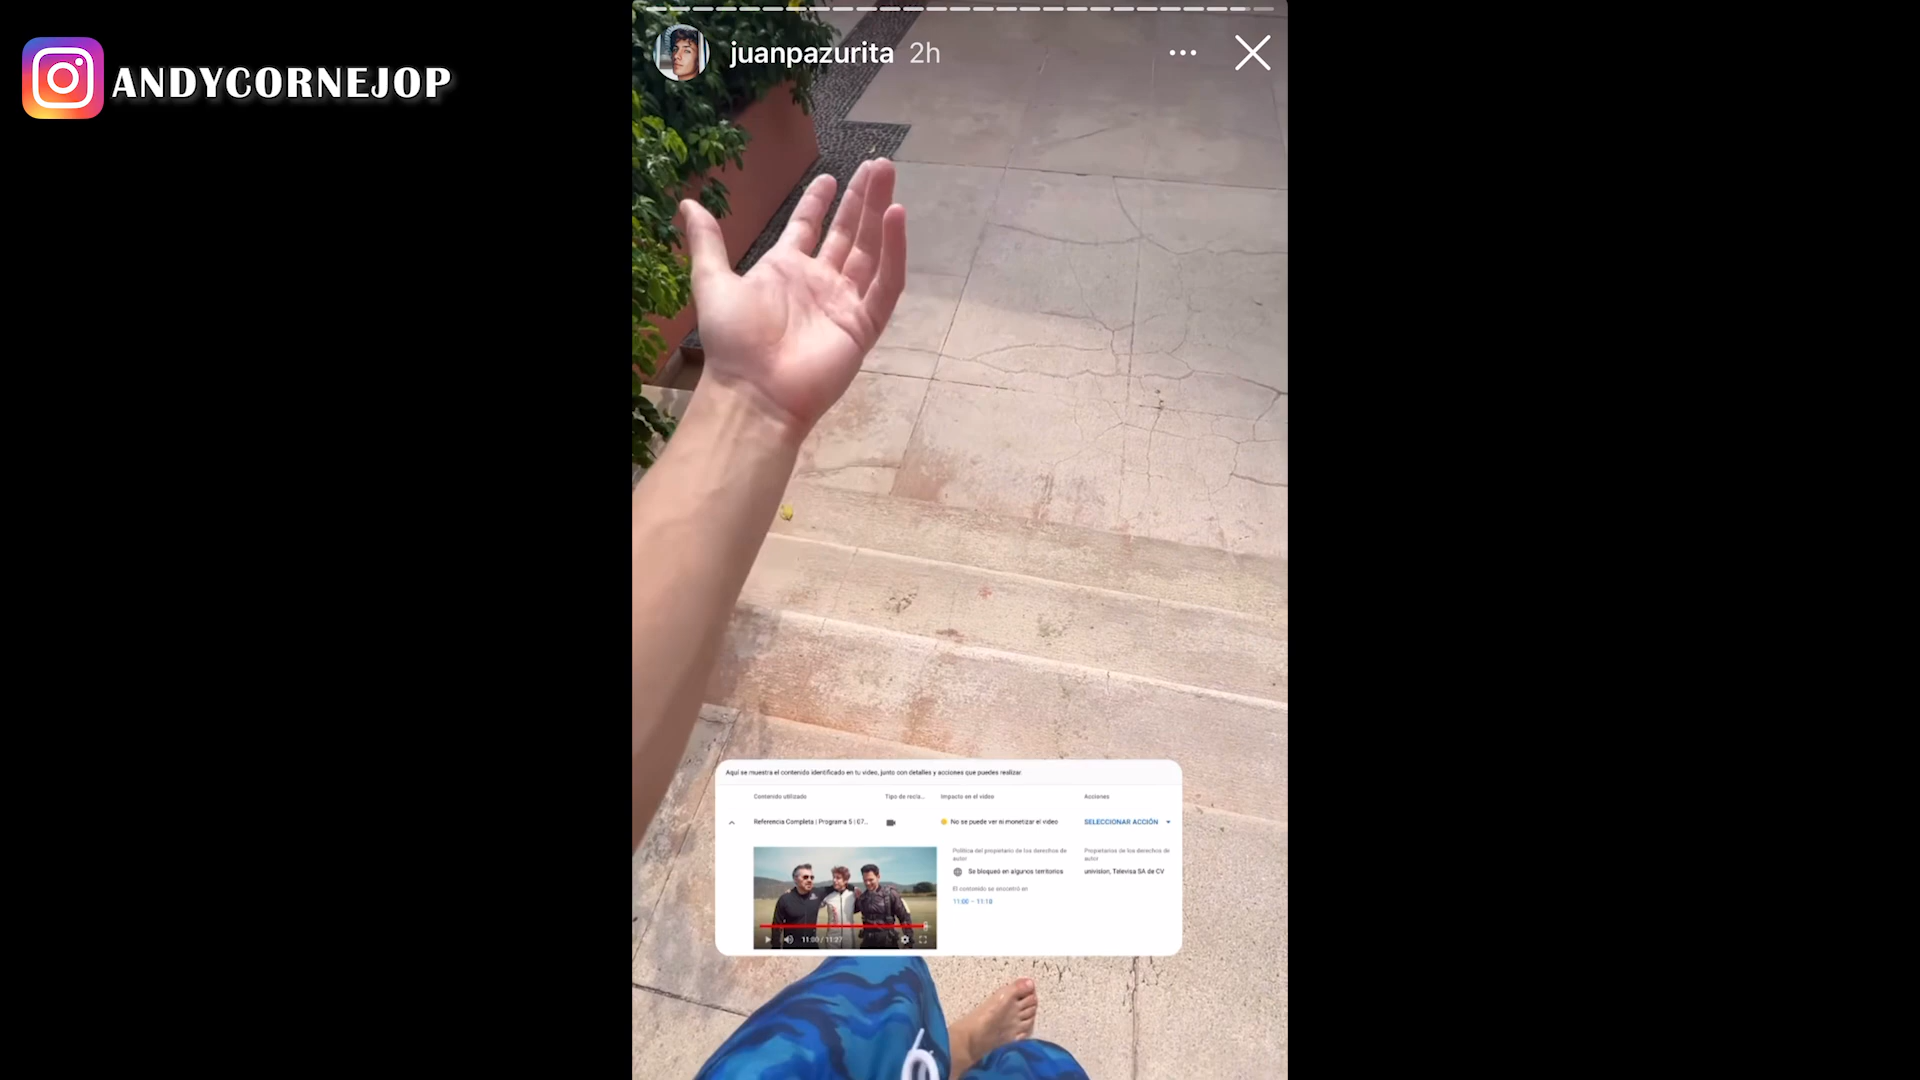 ANDYCORNEJOP
juanpazurita 2h
Aquí se muestra el contenido identificado en tu video, junto con detalles y acciones que puedes realizar
Contenido utilizado
Tipo de recla...
Impacto en el video
Acciones
Referencia Completa | Programa 5 | 07...
No se puede ver ni monetizar el video
SELECCIONAR ACCIÓN
Política del propietario de los derechos de
autor
Se bloqueó en algunos territorios
El contenido se encontró en
11:00 – 11:18
Propietarios de los derechos de
autor
univision, Televisa SA de CV
11:00 / 11:27